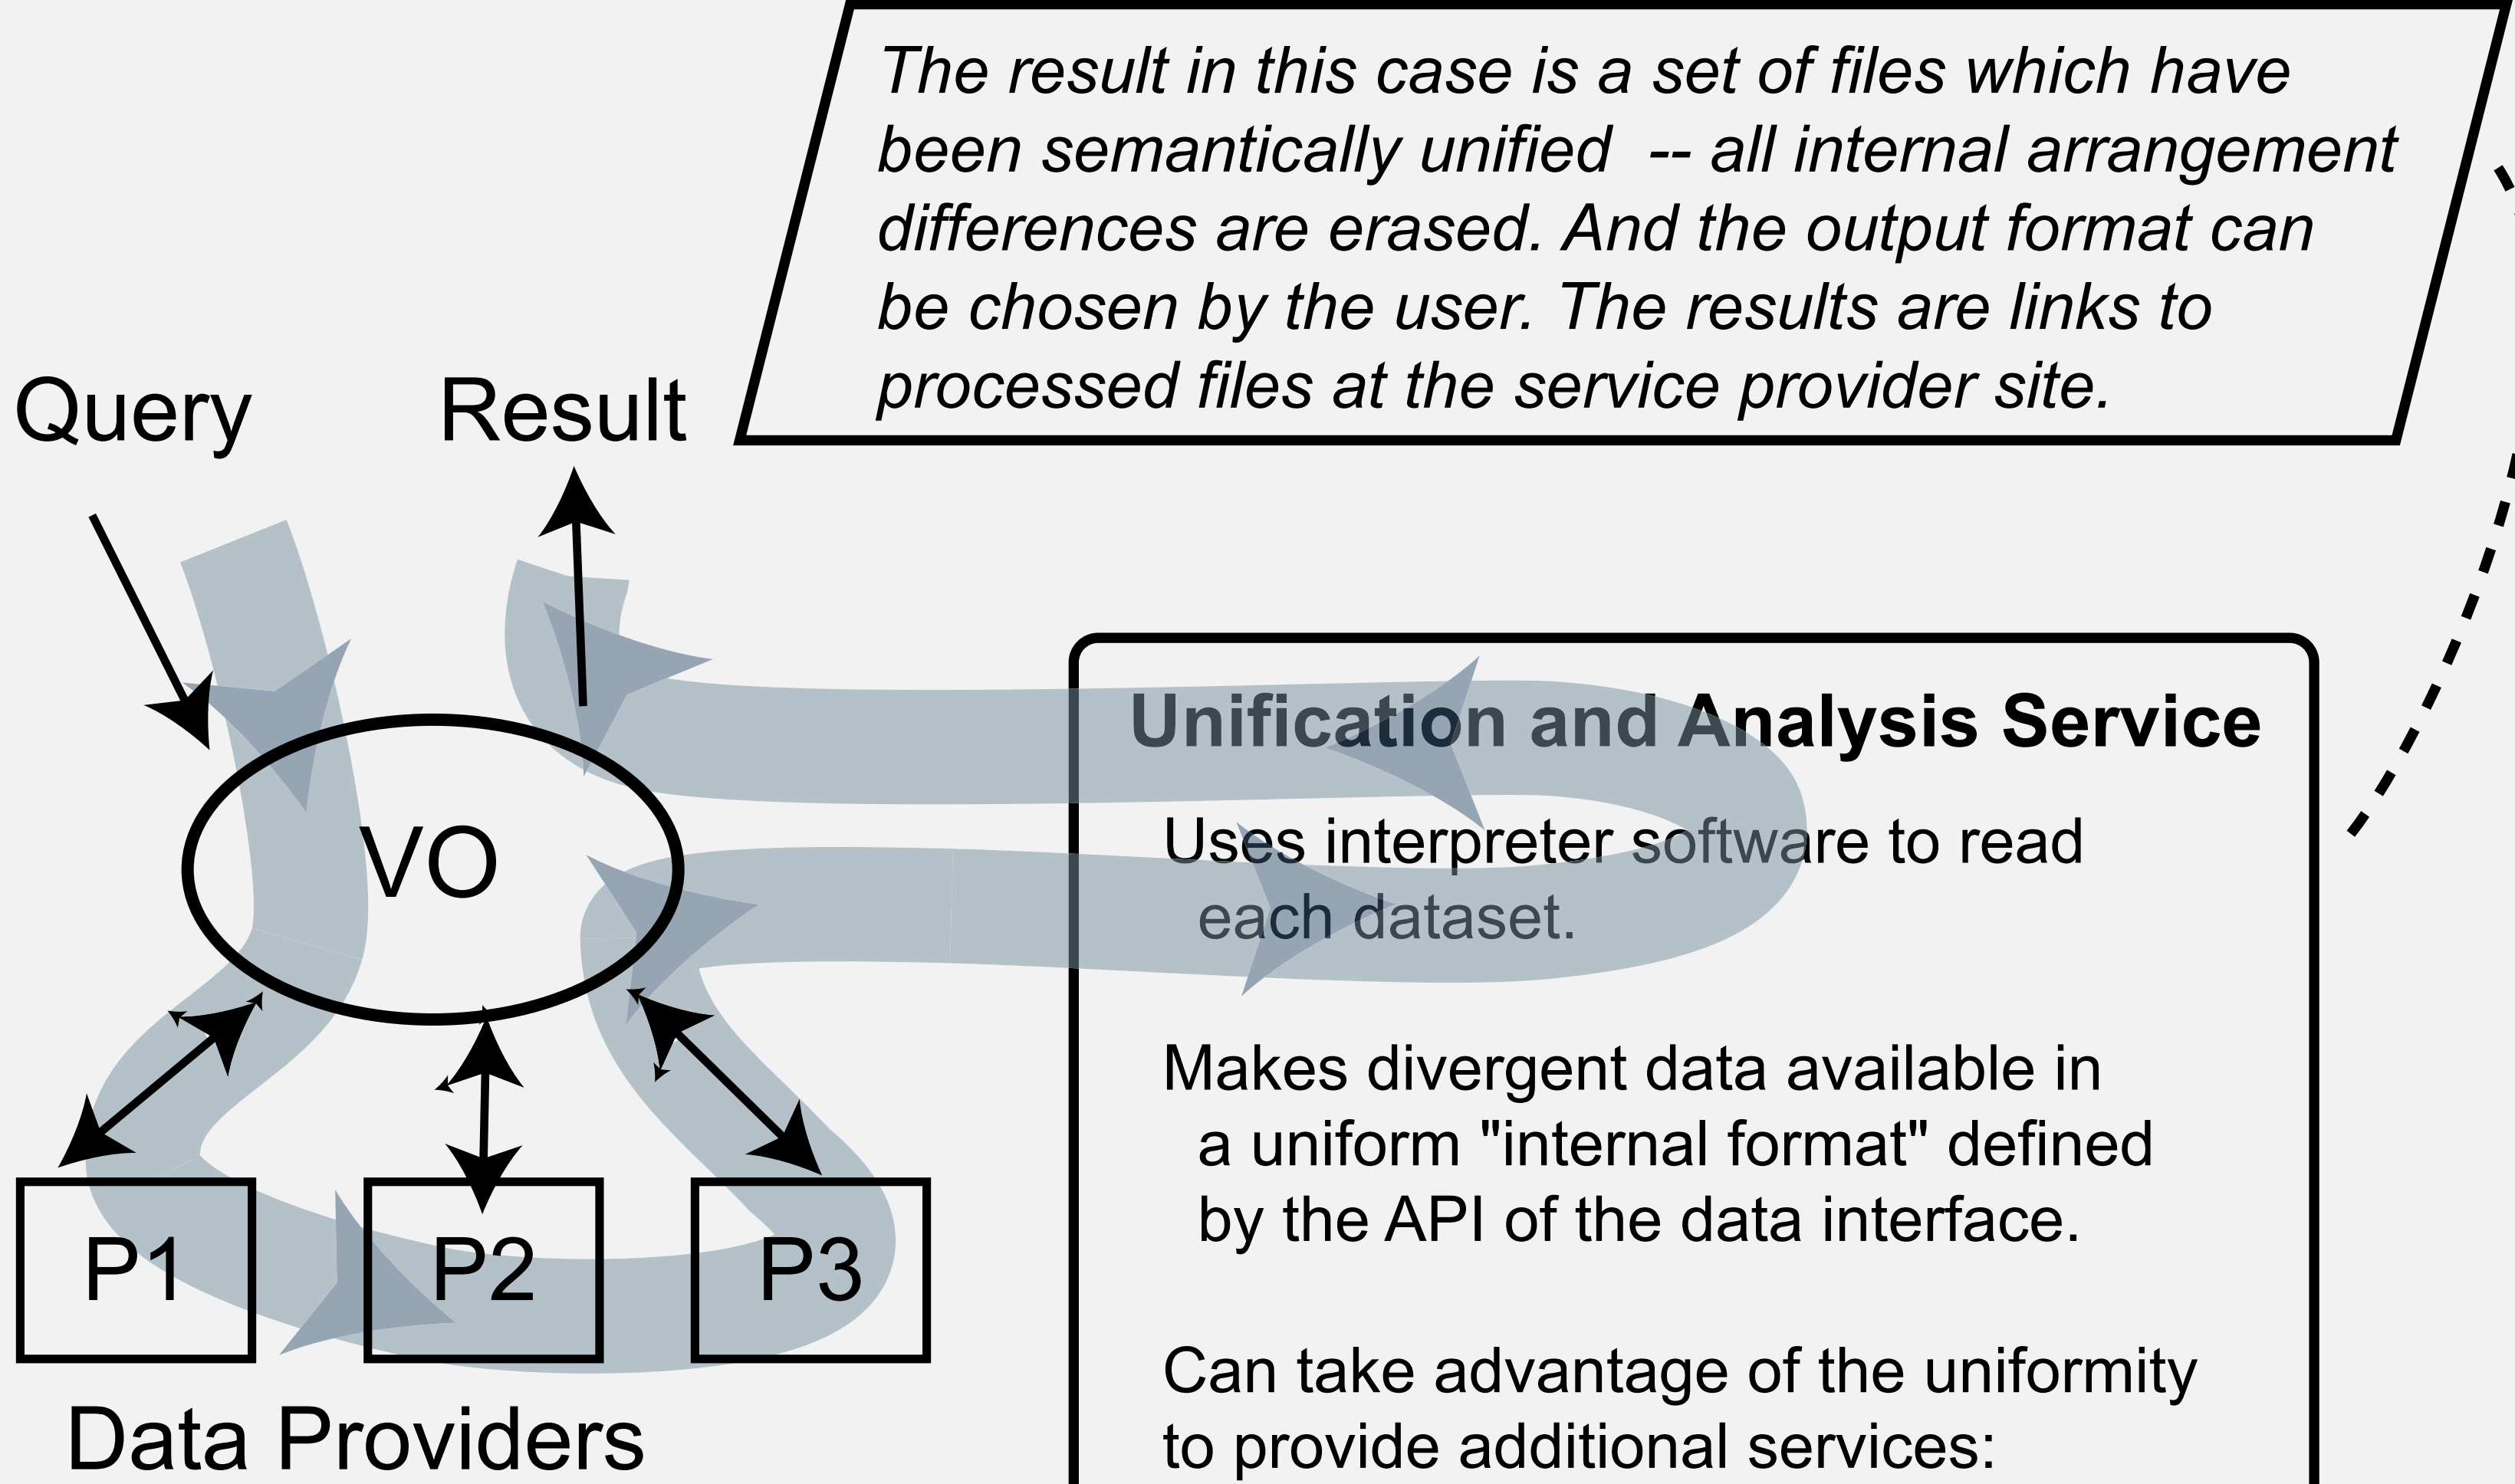 The result in this case is a set of files which have
been semantically unified -- all internal arrangement
differences are erased. And the output format can
be chosen by the user. The results are links to
processed files at the service provider site.
Query
Result
VO
P1
P2
P3
Data Providers
Unification and Analysis Service
Uses interpreter software to read
each dataset.
Makes divergent data available in
a uniform "internal format" defined
by the API of the data interface.
Can take advantage of the uniformity
to provide additional services: